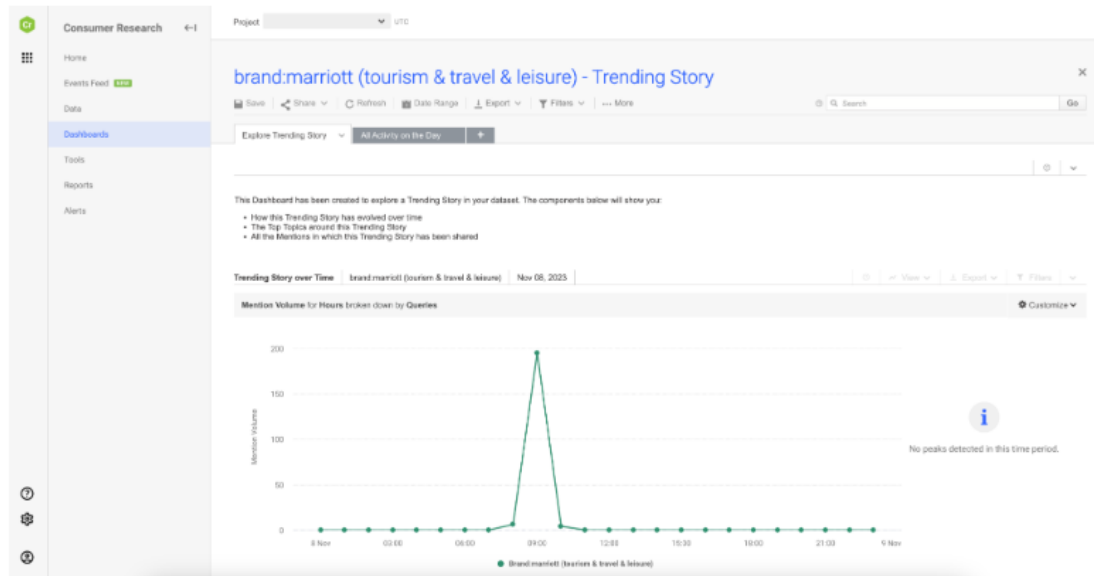 Cr
Consumer Research
Home
Events Feed NEW
Data
Dashboards
Tools
Reports
Alerts
Project
UTC
brand:marriott (tourism & travel & leisure) - Trending Story
Save Share Refresh Date Range Export Filters ... More
Search Go
Explore Trending Story All Activity on the Day +
This Dashboard has been created to explore a Trending Story in your dataset. The components below will show you:
• How this Trending Story has evolved over time
• The Top Topics around this Trending Story
• All the Mentions in which this Trending Story has been shared
Trending Story over Time brand:marriott (tourism & travel & leisure) Nov 08, 2023
View Export Filters
Mention Volume for Hours broken down by Queries
Customize
200
150
100
50
0
Mention Volume
8 Nov 03:00 06:00 09:00 12:00 15:00 18:00 21:00 9 Nov
Brand:marriott (tourism & travel & leisure)
i
No peaks detected in this time period.